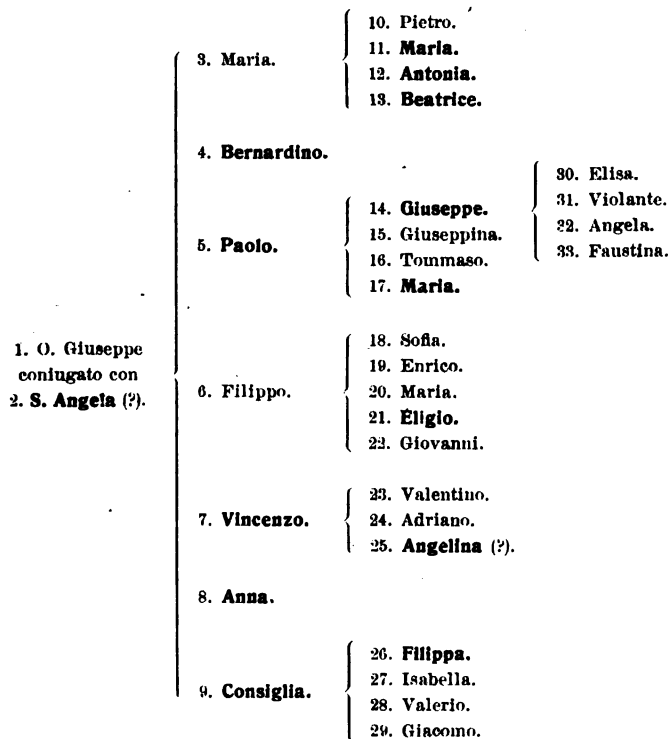 1. O. Giuseppe
coniugato con
2. S. Angela (?).
3. Maria.
10. Pietro.
11. Maria.
12. Antonia.
13. Beatrice.
4. Bernardino.
5. Paolo.
14. Giuseppe.
15. Giuseppina.
16. Tommaso.
17. Maria.
30. Elisa.
31. Violante.
32. Angela.
33. Faustina.
6. Filippo.
18. Sofia.
19. Enrico.
20. Maria.
21. Eligio.
22. Giovanni.
7. Vincenzo.
23. Valentino.
24. Adriano.
25. Angelina (?).
8. Anna.
9. Consiglia.
26. Filippa.
27. Isabella.
28. Valerio.
29. Giacomo.